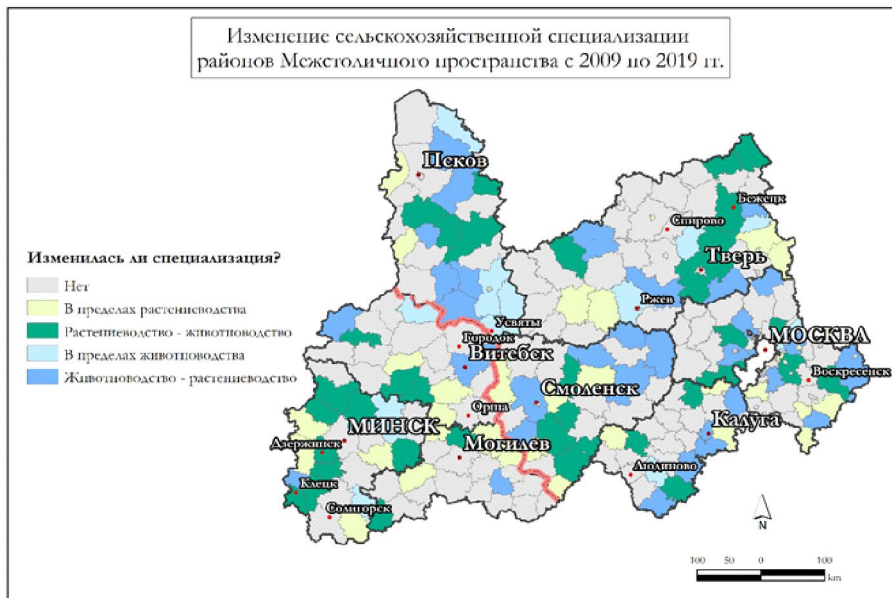 Изменение сельскохозяйственной специализации
районов Межстоличного пространства с 2009 по 2019 гг.
Псков
Бежецк
Спирово
Тверь
Изменилась ли специализация?
Нет
В пределах растениеводства
Растениеводство - животноводство
В пределах животноводства
Животноводство - растениеводство
Ржев
Усвяты
Городок
МОСКВА
Витебск
Воскресенск
Смоленск
Орша
Калуга
МИНСК
Дзержинск
Могилев
Людиново
Клецк
Солигорск
N
100 50 0 100
km